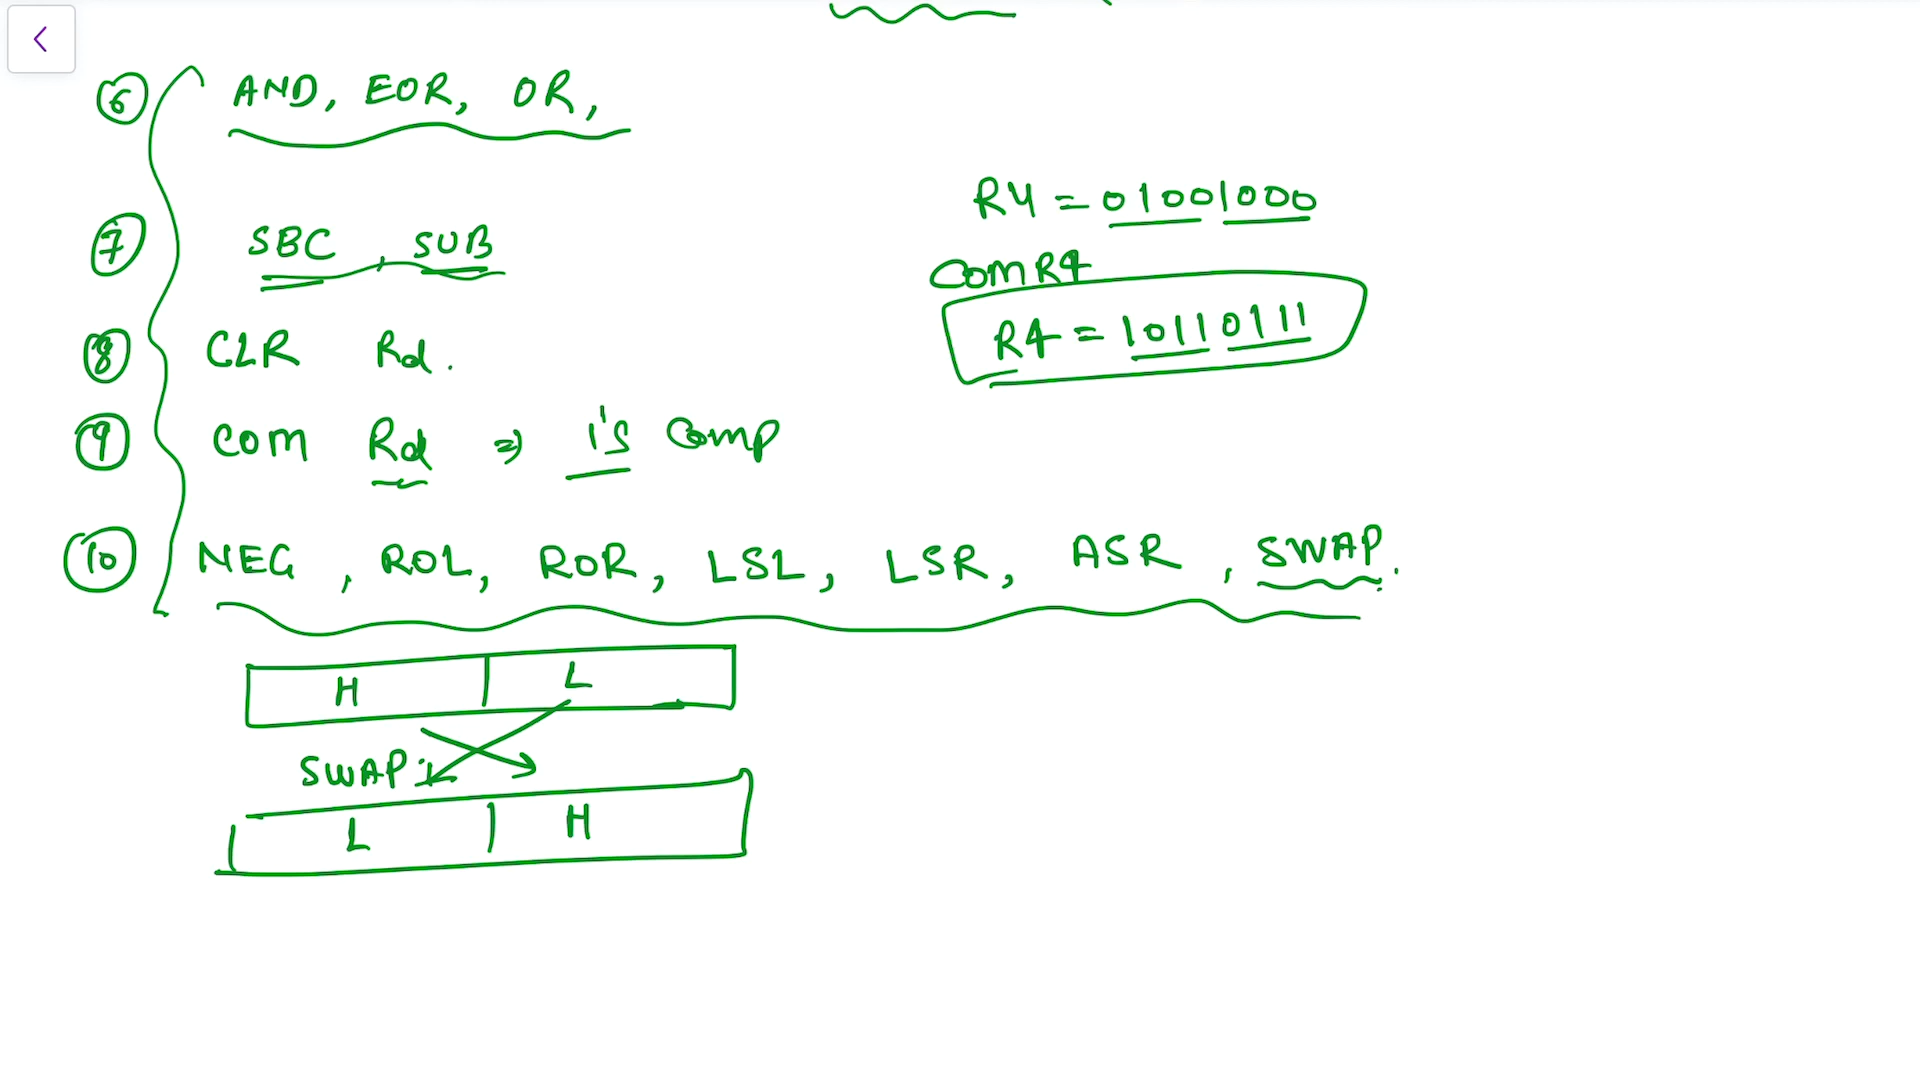 6 AND, EOR, OR,
7 SBC, SUB
8 CLR Rd.
9 COM Rd ⇒ 1's Comp
10 NEG, ROL, ROR, LSL, LSR, ASR, SWAP.
R4 = 01001000
COM R4
R4 = 10110111
H L
SWAP:
L H